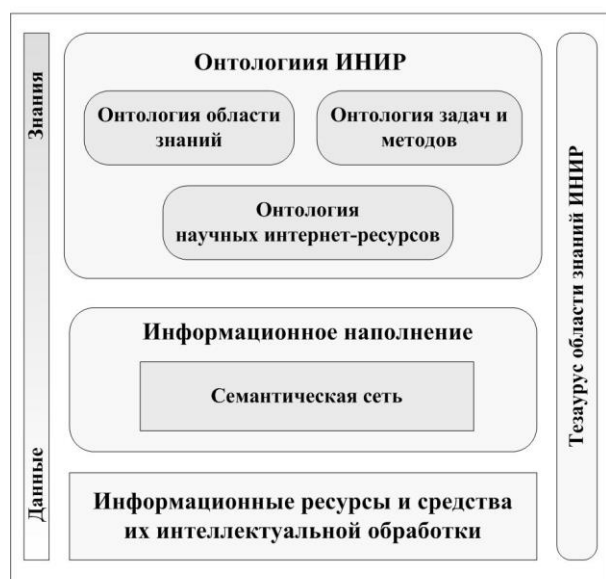 Знания
Данные
Онтологиия ИНИР
Онтология области
знаний
Онтология задач и
методов
Онтология
научных интернет-ресурсов
Информационное наполнение
Семантическая сеть
Информационные ресурсы и средства
их интеллектуальной обработки
Тезаурус области знаний ИНИР